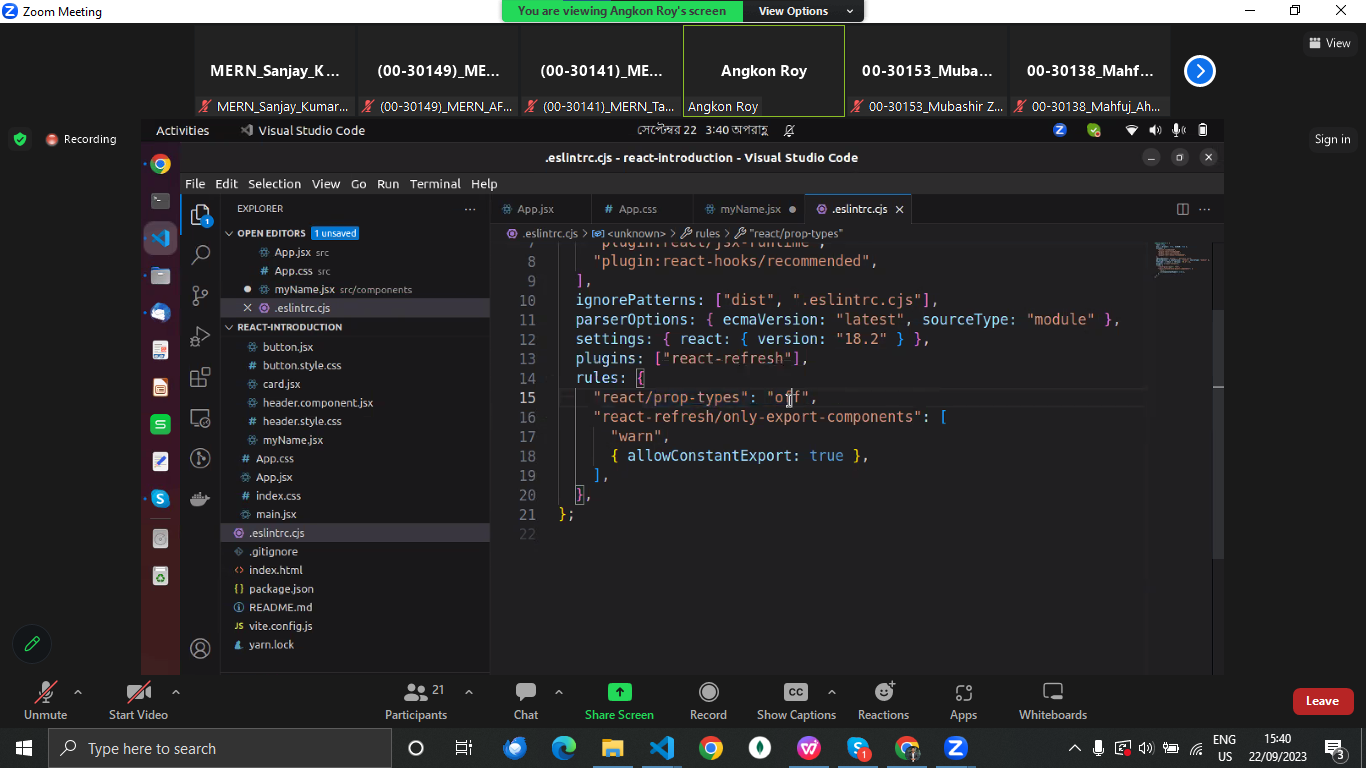 Zoom Meeting
You are viewing Angkon Roy's screen
View Options
MERN_Sanjay_K ...
(00-30149)_ME...
(00-30141)_ME...
Angkon Roy
00-30153_Muba...
00-30138_Mahf...
View
MERN_Sanjay_Kumar...
(00-30149)_MERN_AF...
(00-30141)_MERN_Ta...
Angkon Roy
00-30153_Mubashir Z...
00-30138_Mahfuj_Ah...
Recording
Sign in
Activities
Visual Studio Code
সেপ্টেম্বর 22 3:40 অপরাহ্ণ
.eslintrc.cjs - react-introduction - Visual Studio Code
File Edit Selection View Go Run Terminal Help
EXPLORER
App.jsx
App.css
myName.jsx
.eslintrc.cjs
OPEN EDITORS 1 unsaved
.eslintrc.cjs > <unknown> > rules > "react/prop-types"
App.jsx src
App.css src
myName.jsx src/components
.eslintrc.cjs
REACT-INTRODUCTION
button.jsx
button.style.css
card.jsx
header.component.jsx
header.style.css
myName.jsx
App.css
App.jsx
index.css
main.jsx
.eslintrc.cjs
.gitignore
index.html
package.json
README.md
vite.config.js
yarn.lock
7 "plugin:react/jsx-runtime",
8 "plugin:react-hooks/recommended",
9 ],
10 ignorePatterns: ["dist", ".eslintrc.cjs"],
11 parserOptions: { ecmaVersion: "latest", sourceType: "module" },
12 settings: { react: { version: "18.2" } },
13 plugins: ["react-refresh"],
14 rules: {
15 "react/prop-types": "off",
16 "react-refresh/only-export-components": [
17 "warn",
18 { allowConstantExport: true },
19 ],
20 },
21 };
22
1
Unmute
Start Video
Participants
21
Chat
Share Screen
Record
CC
Show Captions
Reactions
Apps
Whiteboards
Leave
Type here to search
1
ENG
US
15:40
22/09/2023
3